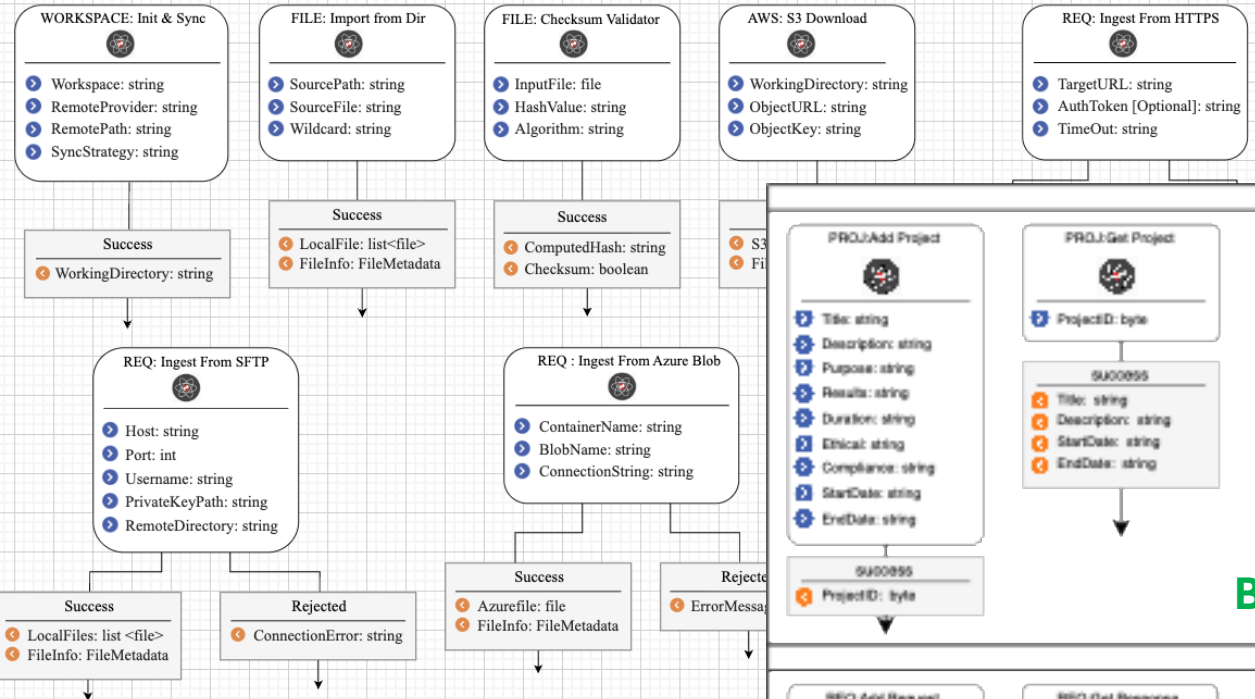 WORKSPACE: Init & Sync
Workspace: string
RemoteProvider: string
RemotePath: string
SyncStrategy: string
Success
WorkingDirectory: string
FILE: Import from Dir
SourcePath: string
SourceFile: string
Wildcard: string
Success
LocalFile: list<file>
FileInfo: FileMetadata
FILE: Checksum Validator
InputFile: file
HashValue: string
Algorithm: string
Success
ComputedHash: string
Checksum: boolean
AWS: S3 Download
WorkingDirectory: string
ObjectURL: string
ObjectKey: string
S3
Fi
REQ: Ingest From HTTPS
TargetURL: string
AuthToken [Optional]: string
TimeOut: string
REQ: Ingest From SFTP
Host: string
Port: int
Username: string
PrivateKeyPath: string
RemoteDirectory: string
Success
LocalFiles: list <file>
FileInfo: FileMetadata
Rejected
ConnectionError: string
REQ : Ingest From Azure Blob
ContainerName: string
BlobName: string
ConnectionString: string
Success
Azurefile: file
FileInfo: FileMetadata
Rejecte
ErrorMessag
PROJ:Add Project
Title: string
Description: string
Purpose: string
Results: string
Duration: string
Ethical: string
Compliance: string
StartDate: string
EndDate: string
success
ProjectID: byte
PROJ:Get Project
ProjectID: byte
success
Title: string
Description: string
StartDate: string
EndDate: string
B